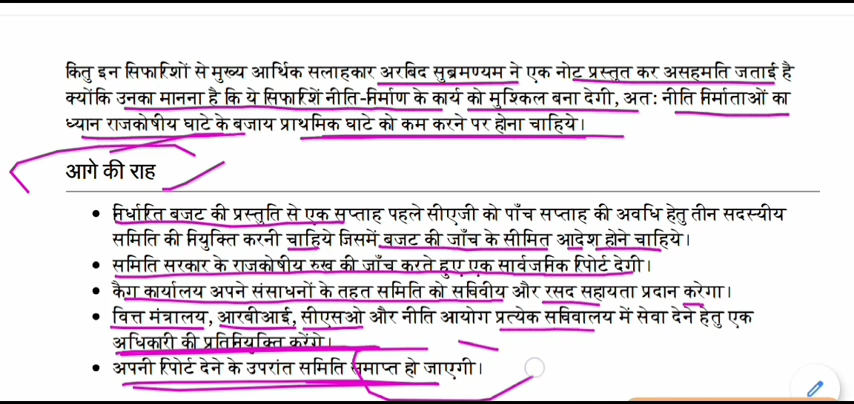 किंतु इन सिफारिशों से मुख्य आर्थिक सलाहकार अरबिंद सुब्रमण्यम ने एक नोट प्रस्तुत कर असहमति जताई है
क्योंकि उनका मानना है कि ये सिफारिशें नीति-निर्माण के कार्य को मुश्किल बना देगी, अत: नीति निर्माताओं का
ध्यान राजकोषीय घाटे के बजाय प्राथमिक घाटे को कम करने पर होना चाहिये।
आगे की राह
• निर्धारित बजट की प्रस्तुति से एक सप्ताह पहले सीएजी को पाँच सप्ताह की अवधि हेतु तीन सदस्यीय
समिति की नियुक्ति करनी चाहिये जिसमें बजट की जाँच के सीमित आदेश होने चाहिये।
• समिति सरकार के राजकोषीय रुख की जाँच करते हुए एक सार्वजनिक रिपोर्ट देगी।
• कैग कार्यालय अपने संसाधनों के तहत समिति को सचिवीय और रसद सहायता प्रदान करेगा।
• वित्त मंत्रालय, आरबीआई, सीएसओ और नीति आयोग प्रत्येक सचिवालय में सेवा देने हेतु एक
अधिकारी की प्रतिनियुक्ति करेंगे।
• अपनी रिपोर्ट देने के उपरांत समिति समाप्त हो जाएगी।